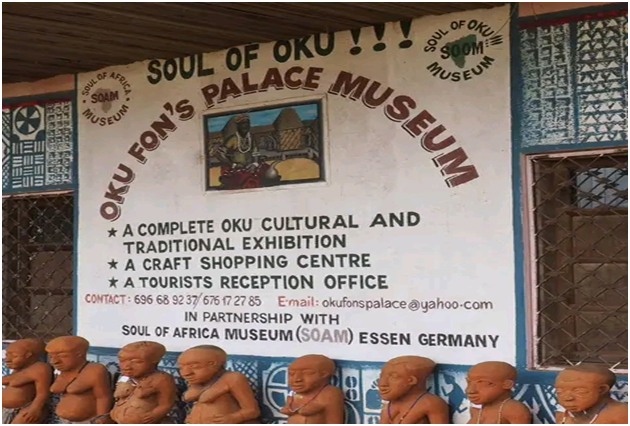 SOUL OF OKU !!!
SOUL OF AFRICA
SOAM
MUSEUM
SOUL OF OKU !!!
SOOM
MUSEUM
OKU FON'S PALACE MUSEUM
★ A COMPLETE OKU CULTURAL AND
TRADITIONAL EXHIBITION
★ A CRAFT SHOPPING CENTRE
★ A TOURISTS RECEPTION OFFICE
CONTACT: 696 68 92 37/676 17 27 85 E-mail: okufonspalace@yahoo-com
IN PARTNERSHIP WITH
SOUL OF AFRICA MUSEUM (SOAM) ESSEN GERMANY